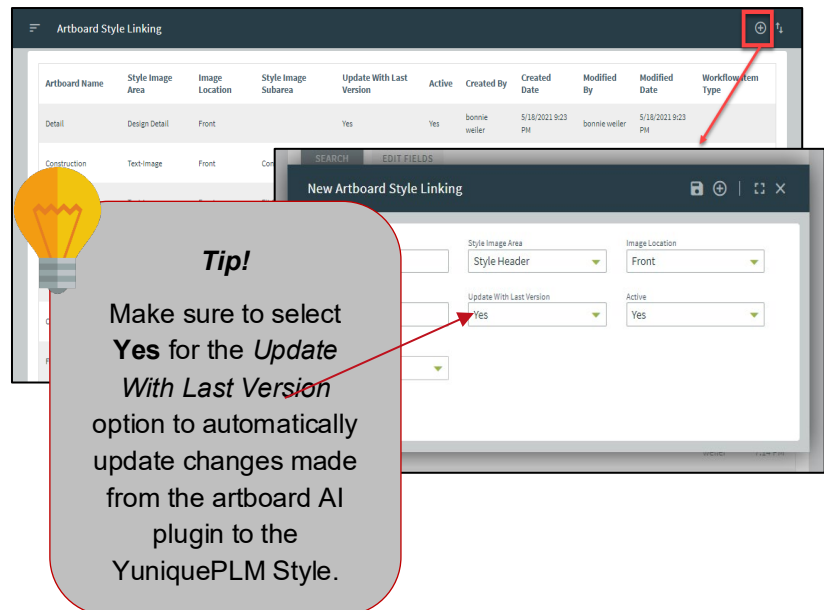 Artboard Style Linking
Artboard Name Style Image Area Image Location Style Image Subarea Update With Last Version Active Created By Created Date Modified By Modified Date Workflow Item Type
Detail Design Detail Front Yes Yes bonnie weiler 5/18/2021 9:23 PM bonnie weiler 5/18/2021 9:23 PM
Construction Text-Image Front Con
SEARCH EDIT FIELDS
New Artboard Style Linking
Style Image Area Image Location
Style Header Front
Update With Last Version Active
Yes Yes
Tip!
Make sure to select
Yes for the Update
With Last Version
option to automatically
update changes made
from the artboard AI
plugin to the
YuniquePLM Style.